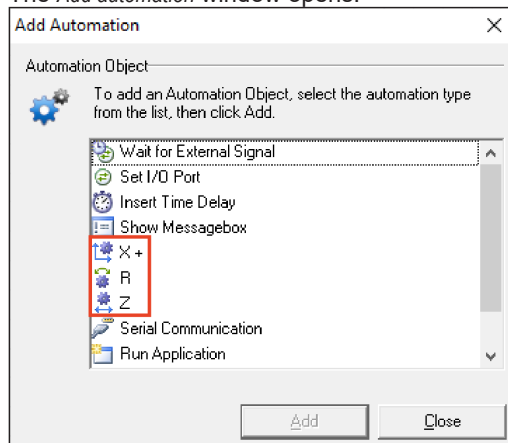 The Add automation window opens.
Add Automation
Automation Object
To add an Automation Object, select the automation type
from the list, then click Add.
Wait for External Signal
Set I/O Port
Insert Time Delay
Show Messagebox
X +
R
Z
Serial Communication
Run Application
Add
Close